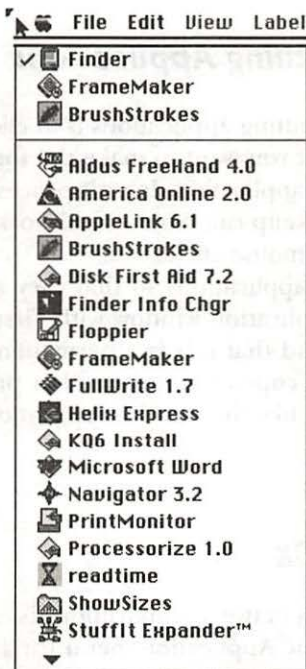 File Edit View Label
Finder
FrameMaker
BrushStrokes
Aldus FreeHand 4.0
America Online 2.0
AppleLink 6.1
BrushStrokes
Disk First Aid 7.2
Finder Info Chgr
Floppier
FrameMaker
FullWrite 1.7
Helix Express
KQ6 Install
Microsoft Word
Navigator 3.2
PrintMonitor
Processorize 1.0
readtime
ShowSizes
StuffIt Expander™